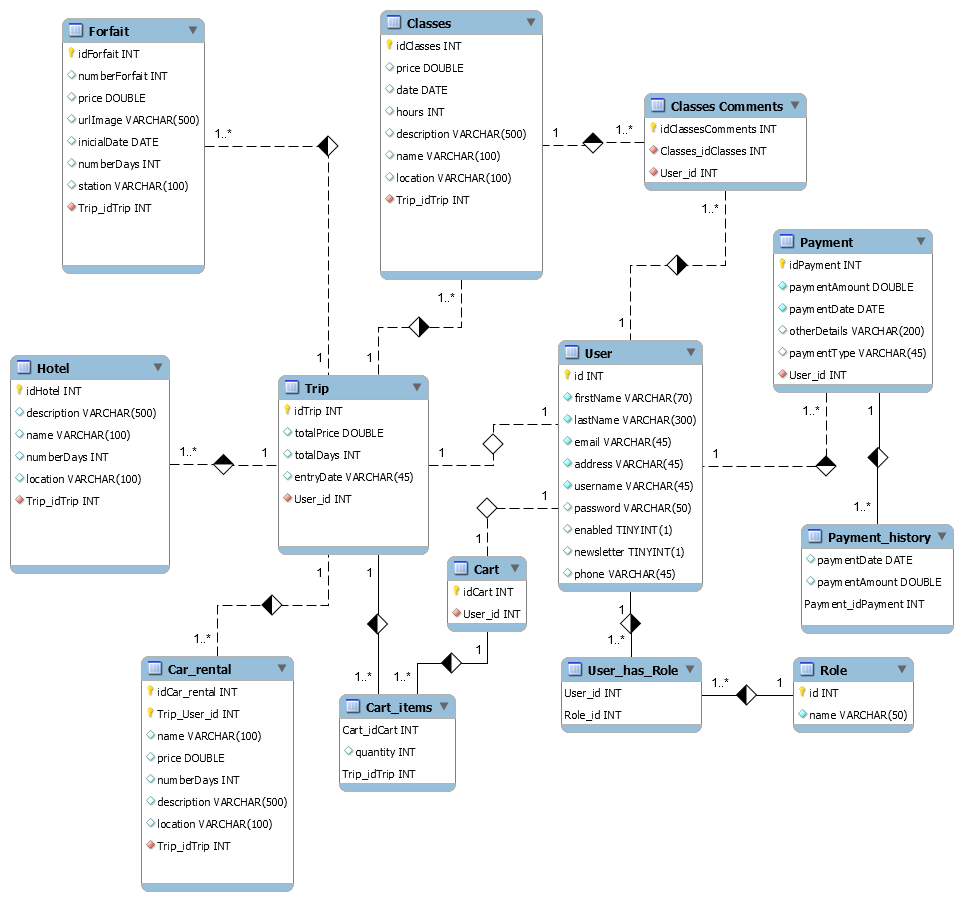 Forfait
idForfait INT
numberForfait INT
price DOUBLE
urlImage VARCHAR(500)
inicialDate DATE
numberDays INT
station VARCHAR(100)
Trip_idTrip INT
1..*
1
Classes
idClasses INT
price DOUBLE
date DATE
hours INT
description VARCHAR(500)
name VARCHAR(100)
location VARCHAR(100)
Trip_idTrip INT
1
1..*
1..*
1
Classes Comments
idClassesComments INT
Classes_idClasses INT
User_id INT
1..*
1
Payment
idPayment INT
paymentAmount DOUBLE
paymentDate DATE
otherDetails VARCHAR(200)
paymentType VARCHAR(45)
User_id INT
1..*
1
Hotel
idHotel INT
description VARCHAR(500)
name VARCHAR(100)
numberDays INT
location VARCHAR(100)
Trip_idTrip INT
1..*
1
Trip
idTrip INT
totalPrice DOUBLE
totalDays INT
entryDate VARCHAR(45)
User_id INT
1
1
1
1
User
id INT
firstName VARCHAR(70)
lastName VARCHAR(300)
email VARCHAR(45)
address VARCHAR(45)
username VARCHAR(45)
password VARCHAR(50)
enabled TINYINT(1)
newsletter TINYINT(1)
phone VARCHAR(45)
1
1
1
1..*
Payment_history
paymentDate DATE
paymentAmount DOUBLE
Payment_idPayment INT
1..*
Cart
idCart INT
User_id INT
1
1
1..*
Car_rental
idCar_rental INT
Trip_User_id INT
name VARCHAR(100)
price DOUBLE
numberDays INT
description VARCHAR(500)
location VARCHAR(100)
Trip_idTrip INT
1..*
1..*
1..*
Cart_items
Cart_idCart INT
quantity INT
Trip_idTrip INT
User_has_Role
User_id INT
Role_id INT
1..*
1
Role
id INT
name VARCHAR(50)